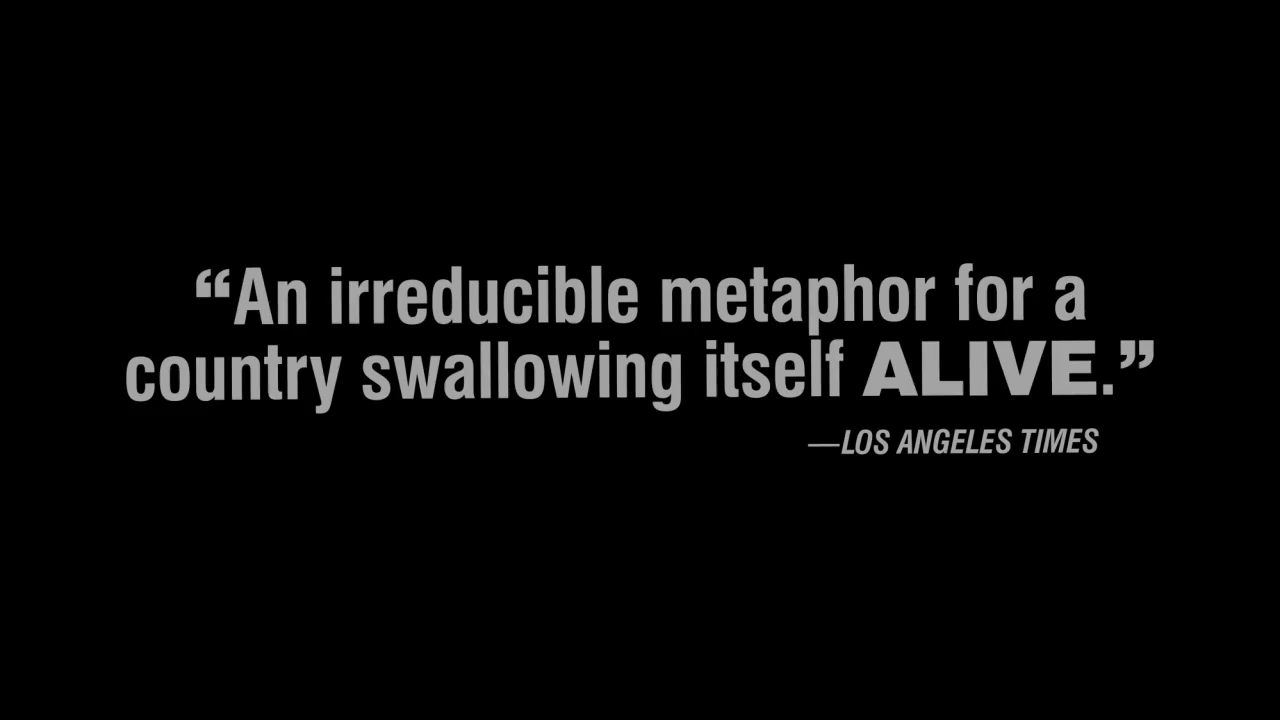 “An irreducible metaphor for a
country swallowing itself ALIVE.”
—LOS ANGELES TIMES